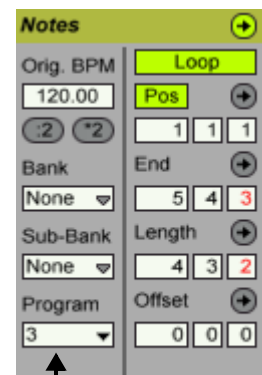 Notes
Orig. BPM
120.00
:2 *2
Bank
None
Sub-Bank
None
Program
3
Loop
Pos
1 1 1
End
5 4 3
Length
4 3 2
Offset
0 0 0